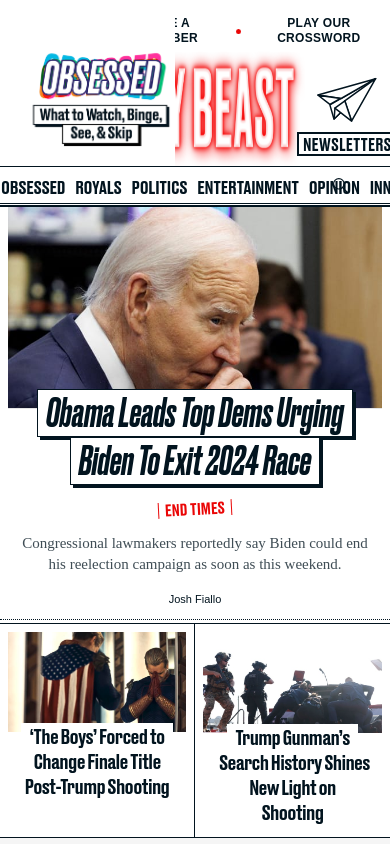 E A
BER
PLAY OUR
CROSSWORD
OBSESSED
What to Watch, Binge,
See, & Skip
Y BEAST
NEWSLETTERS
OBSESSED ROYALS POLITICS ENTERTAINMENT OPINION INN
Obama Leads Top Dems Urging
Biden To Exit 2024 Race
END TIMES
Congressional lawmakers reportedly say Biden could end
his reelection campaign as soon as this weekend.
Josh Fiallo
‘The Boys’ Forced to
Change Finale Title
Post-Trump Shooting
Trump Gunman’s
Search History Shines
New Light on
Shooting